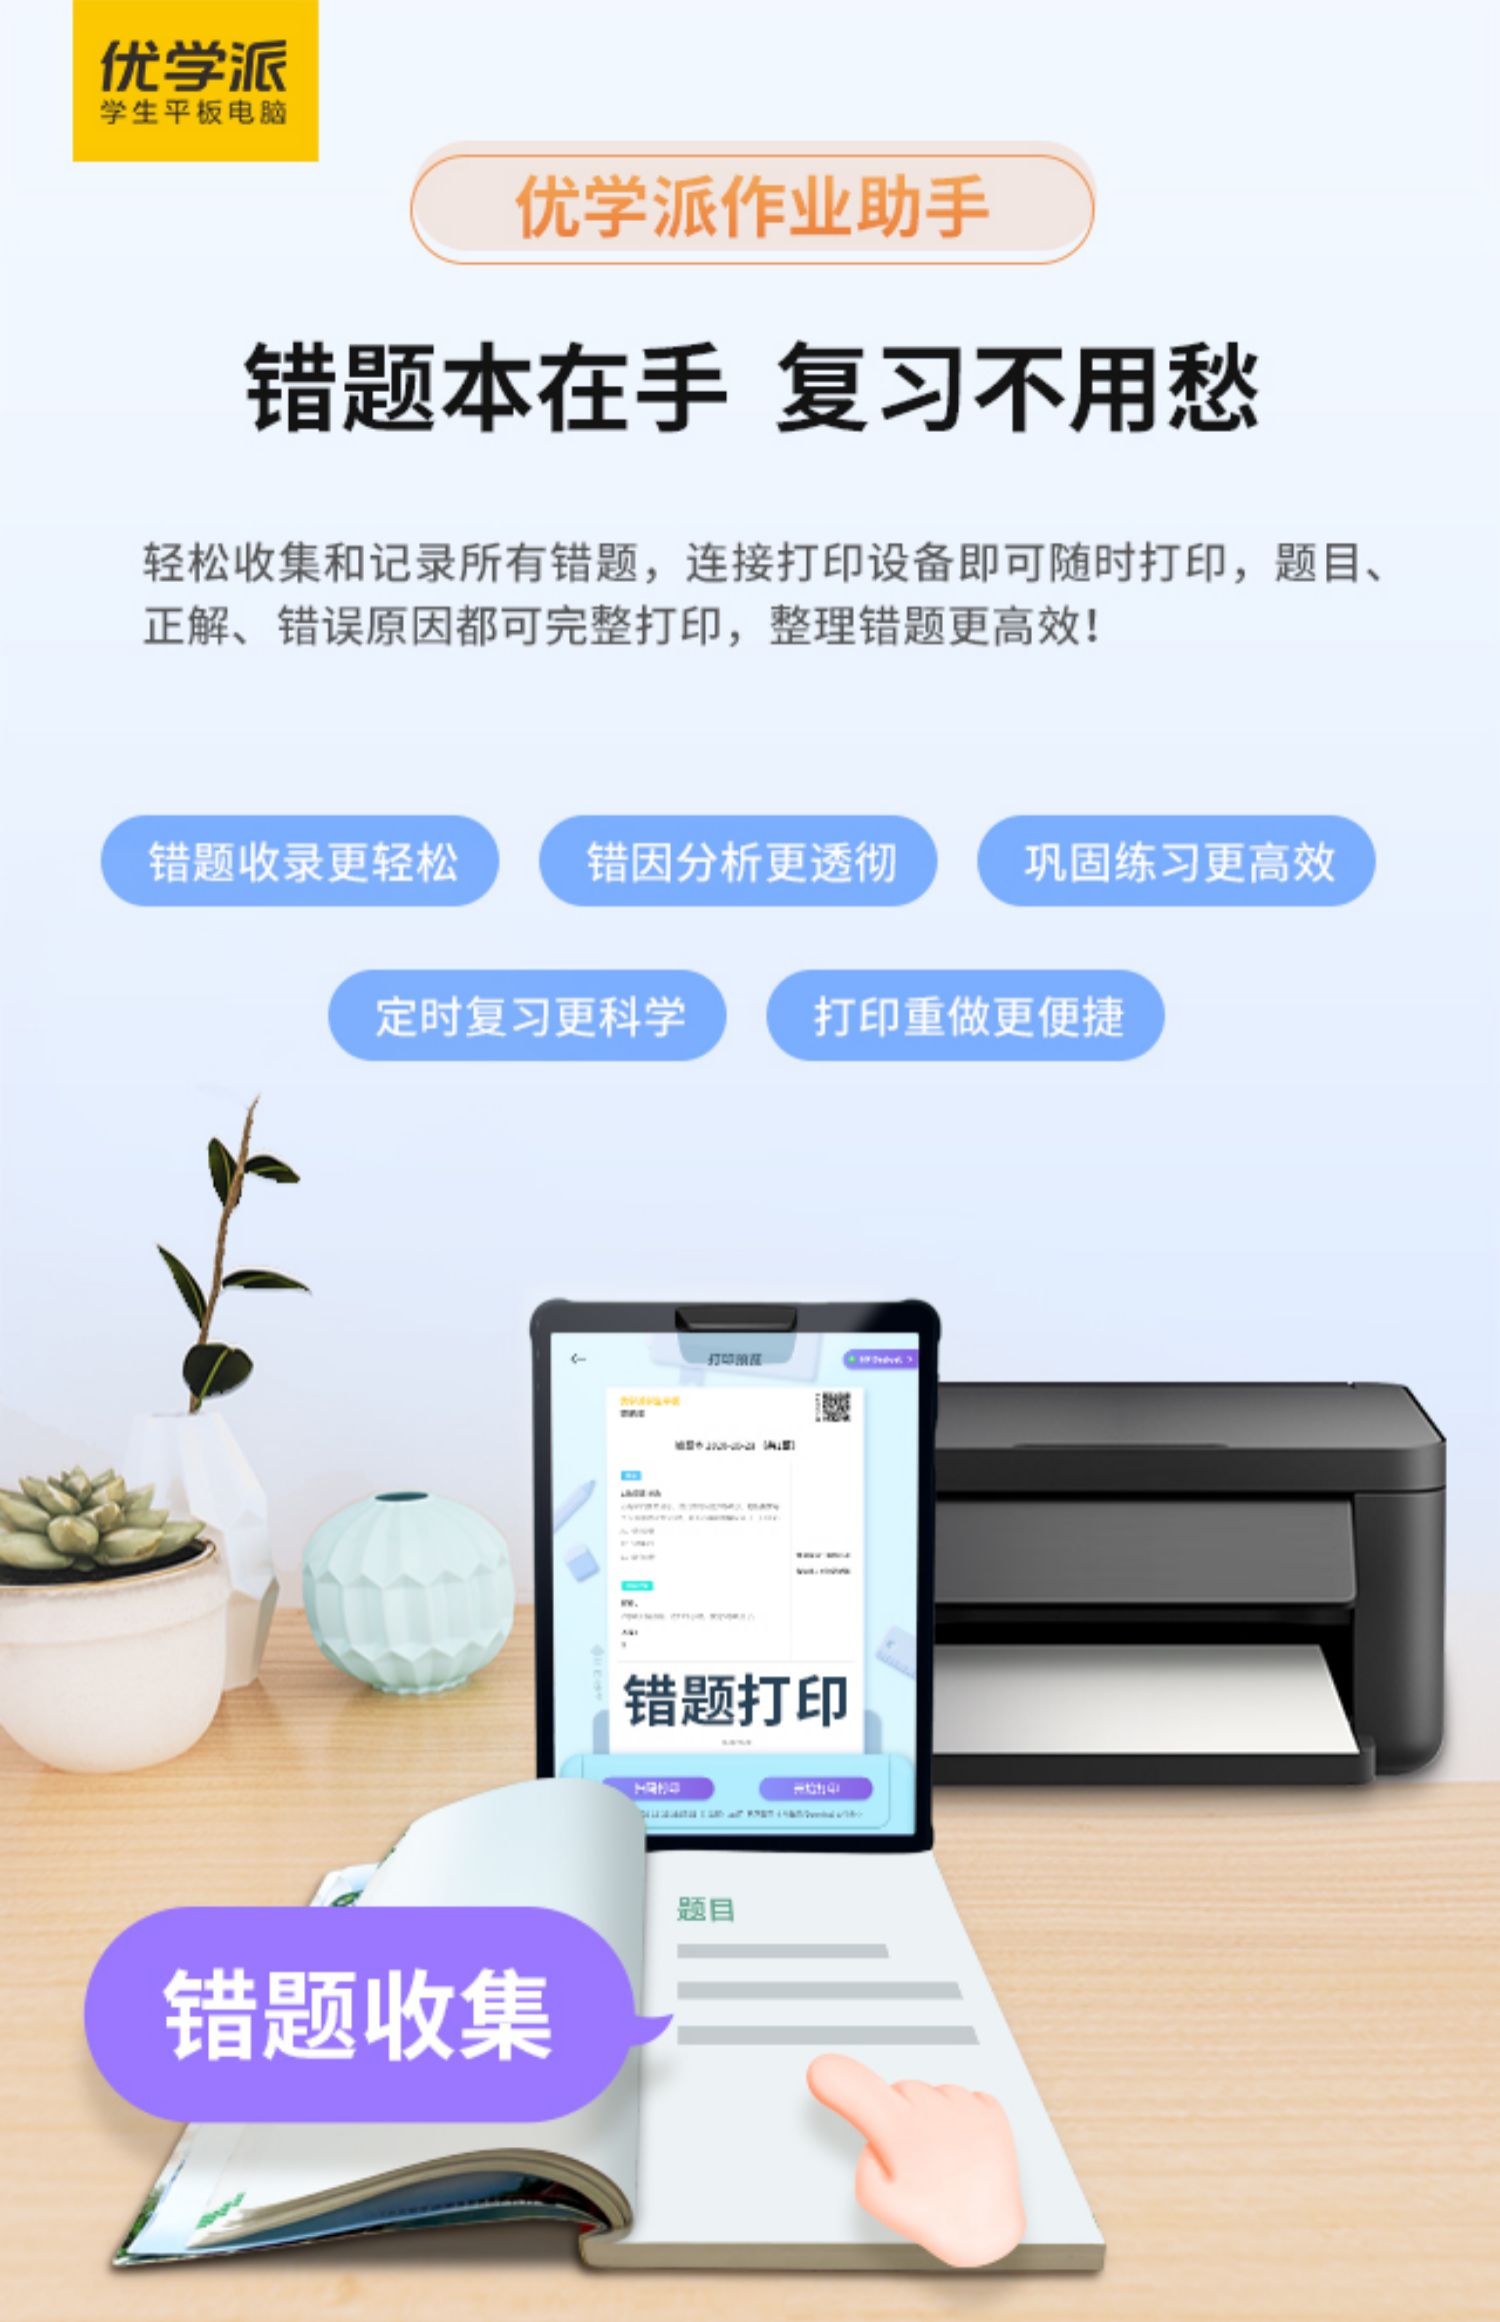 优学派
学生平板电脑
优学派作业助手
错题本在手 复习不用愁
轻松收集和记录所有错题，连接打印设备即可随时打印，题目、
正解、错误原因都可完整打印，整理错题更高效！
错题收录更轻松
错因分析更透彻
巩固练习更高效
定时复习更科学
打印重做更便捷
错题打印
开始打印
题目
错题收集